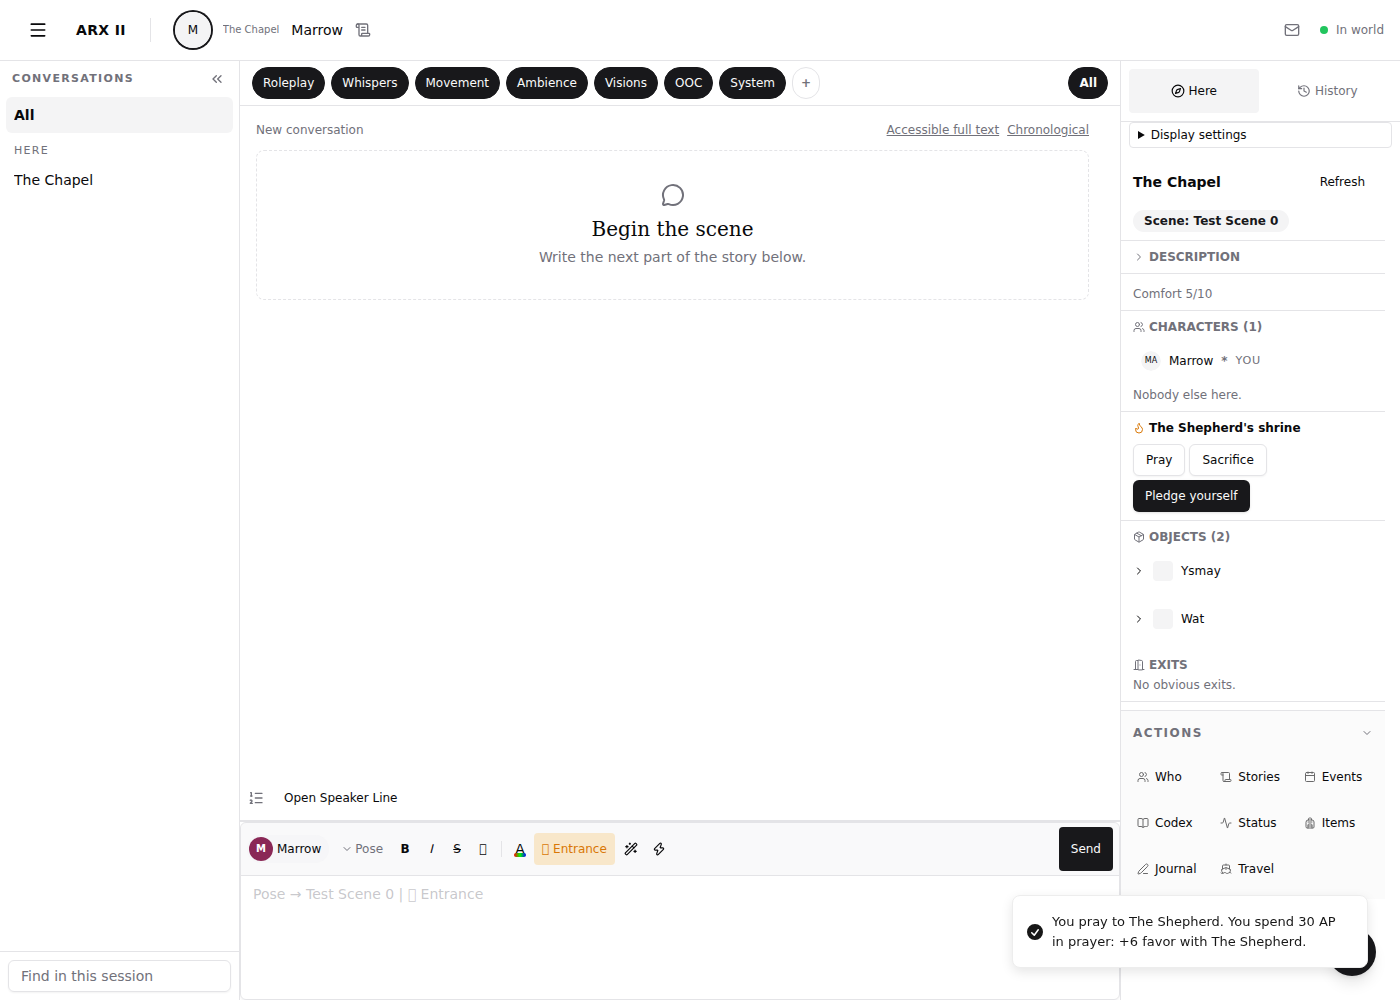 ARX II
M
The Chapel
Marrow
In world
CONVERSATIONS
All
HERE
The Chapel
Find in this session
Roleplay
Whispers
Movement
Ambience
Visions
OOC
System
+
All
New conversation
Accessible full text
Chronological
Begin the scene
Write the next part of the story below.
Open Speaker Line
M
Marrow
Pose
B
I
S
A
Entrance
Send
Pose → Test Scene 0 | Entrance
Here
History
Display settings
The Chapel
Refresh
Scene: Test Scene 0
DESCRIPTION
Comfort 5/10
CHARACTERS (1)
MA
Marrow * YOU
Nobody else here.
The Shepherd's shrine
Pray
Sacrifice
Pledge yourself
OBJECTS (2)
Ysmay
Wat
EXITS
No obvious exits.
ACTIONS
Who
Stories
Events
Codex
Status
Items
Journal
Travel
You pray to The Shepherd. You spend 30 AP
in prayer: +6 favor with The Shepherd.